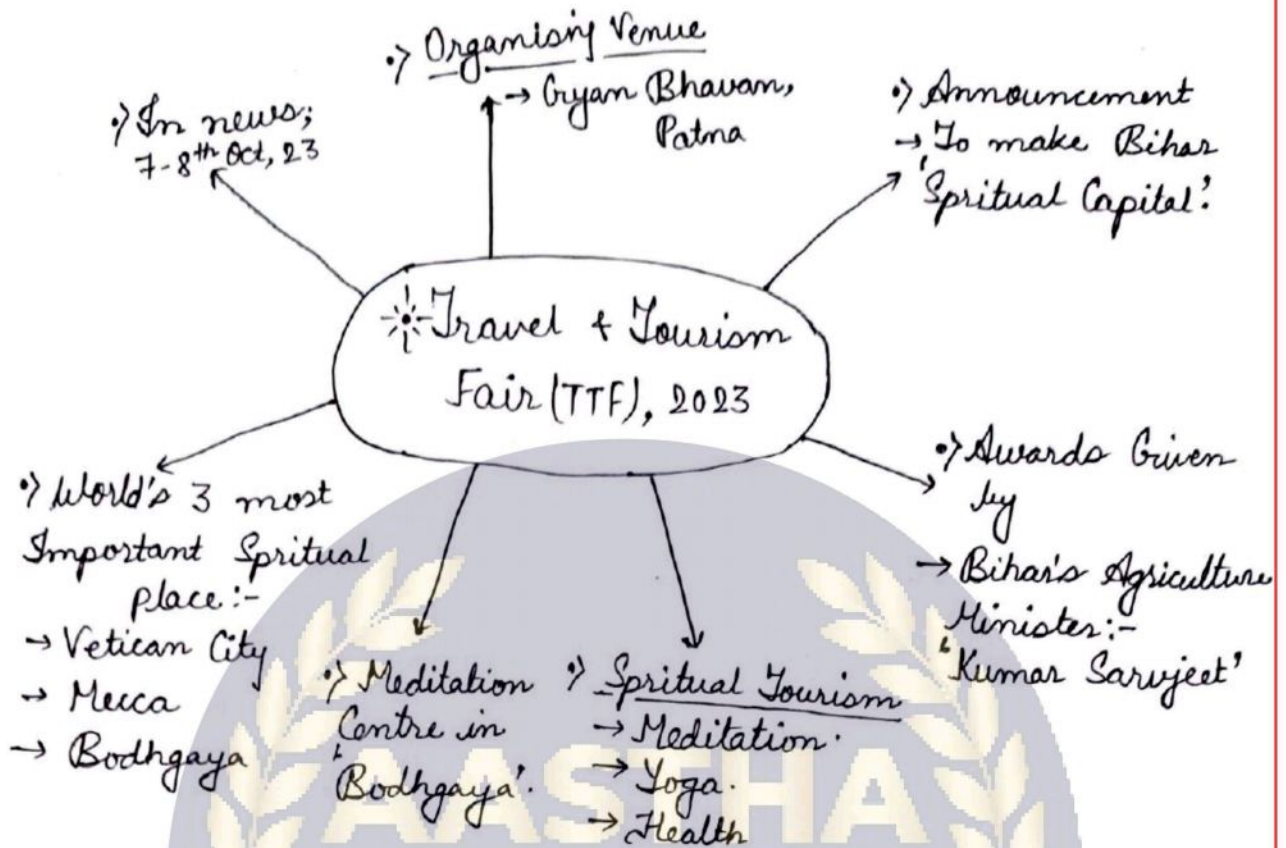 •) Organising Venue
→ Gyan Bhavan,
Patna
•) In news;
7-8th Oct, 23
•) Announcement
→ To make Bihar
'Spritual Capital'.
Travel & Tourism
Fair (TTF), 2023
•) World's 3 most
Important Spritual
place:-
→ Vetican City
→ Mecca
→ Bodhgaya
•) Meditation
Centre in
'Bodhgaya'.
•) Spritual Tourism
→ Meditation.
→ Yoga.
→ Health
•) Awards Given
by
→ Bihar's Agriculture
Minister:-
'Kumar Sarvjeet'
AASTHA